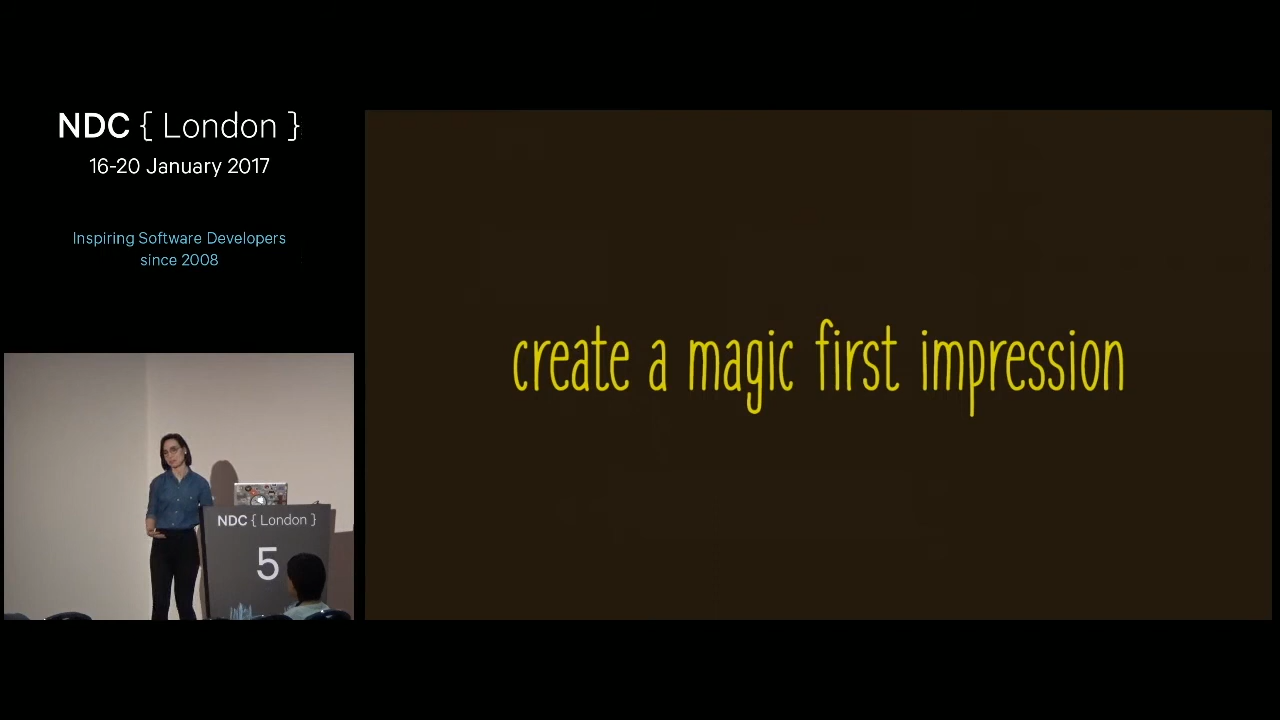 NDC { London }
16-20 January 2017
Inspiring Software Developers
since 2008
create a magic first impression
NDC { London }
5